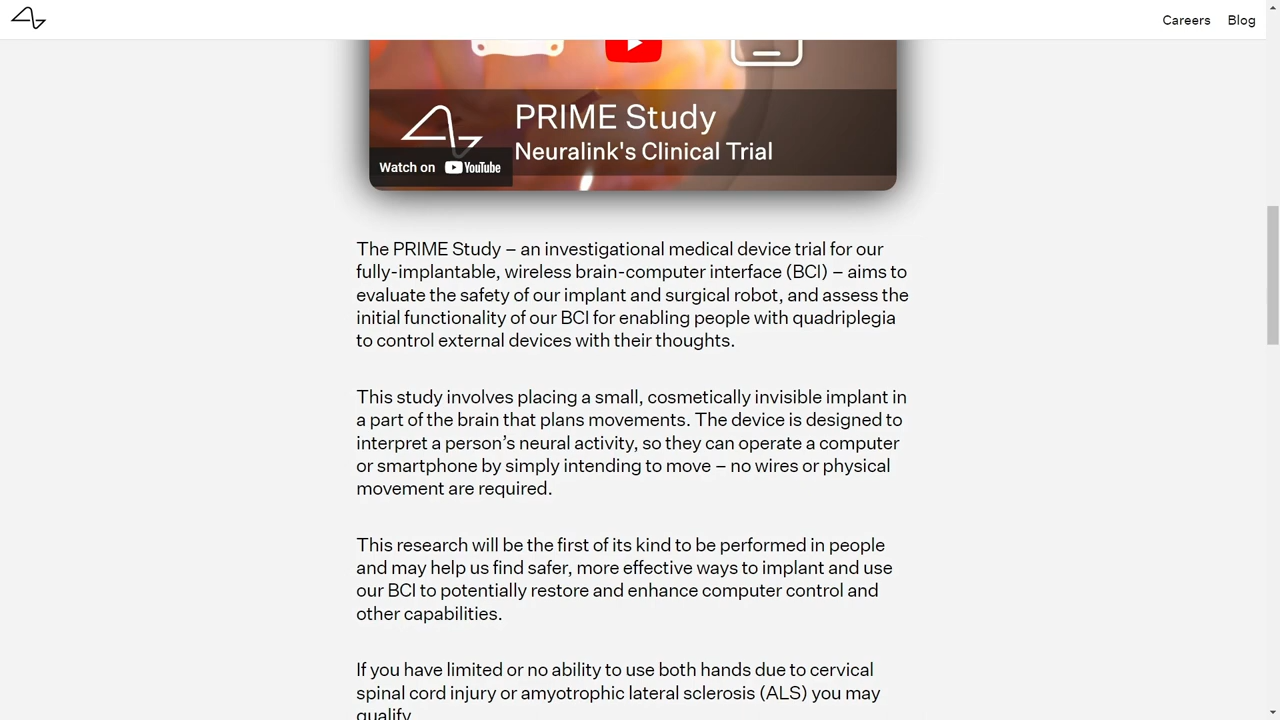 Careers Blog
PRIME Study
Neuralink's Clinical Trial
Watch on YouTube
The PRIME Study – an investigational medical device trial for our
fully-implantable, wireless brain-computer interface (BCI) – aims to
evaluate the safety of our implant and surgical robot, and assess the
initial functionality of our BCI for enabling people with quadriplegia
to control external devices with their thoughts.
This study involves placing a small, cosmetically invisible implant in
a part of the brain that plans movements. The device is designed to
interpret a person’s neural activity, so they can operate a computer
or smartphone by simply intending to move – no wires or physical
movement are required.
This research will be the first of its kind to be performed in people
and may help us find safer, more effective ways to implant and use
our BCI to potentially restore and enhance computer control and
other capabilities.
If you have limited or no ability to use both hands due to cervical
spinal cord injury or amyotrophic lateral sclerosis (ALS) you may
qualify.